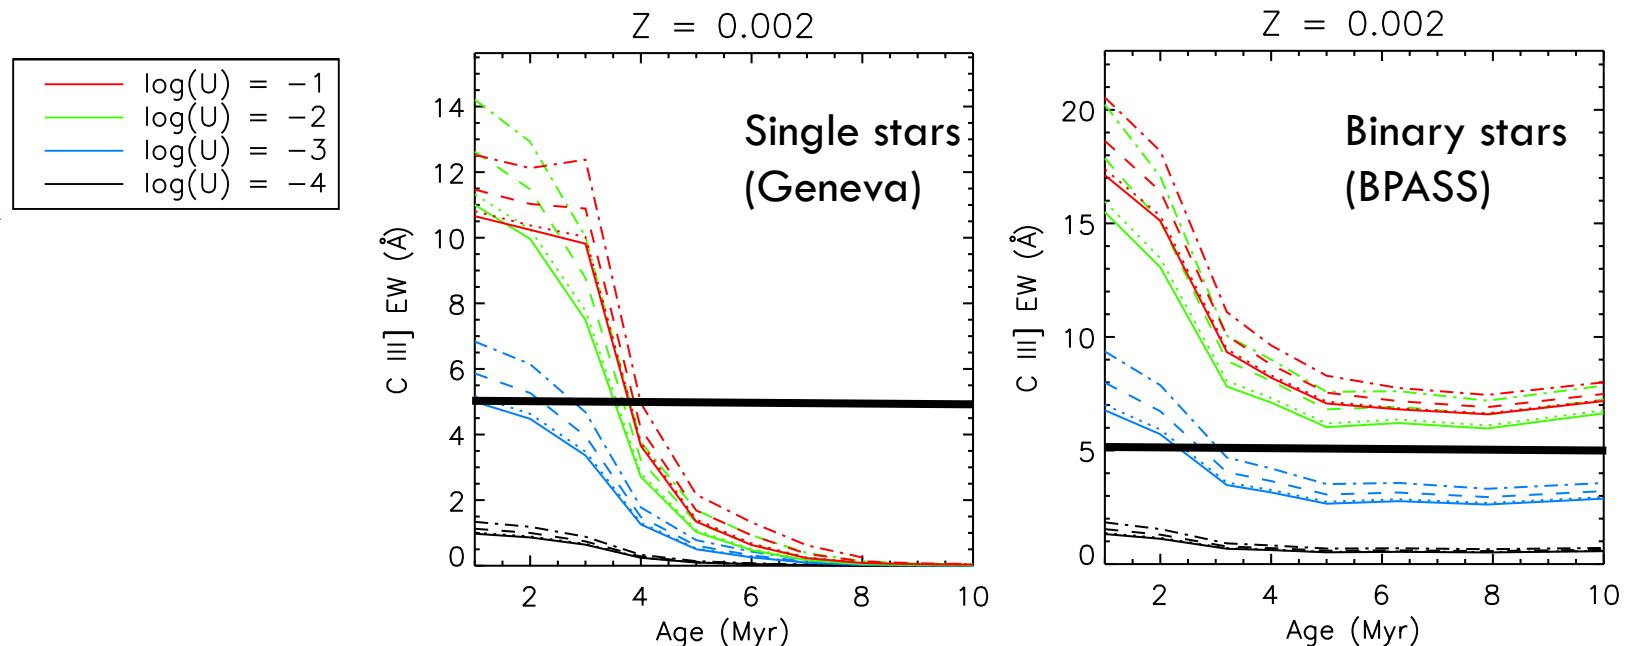 log(U) = −1
log(U) = −2
log(U) = −3
log(U) = −4
Z = 0.002
Single stars
(Geneva)
C III] EW (Å)
14
12
10
8
6
4
2
0
2 4 6 8 10
Age (Myr)
Z = 0.002
Binary stars
(BPASS)
C III] EW (Å)
20
15
10
5
0
2 4 6 8 10
Age (Myr)